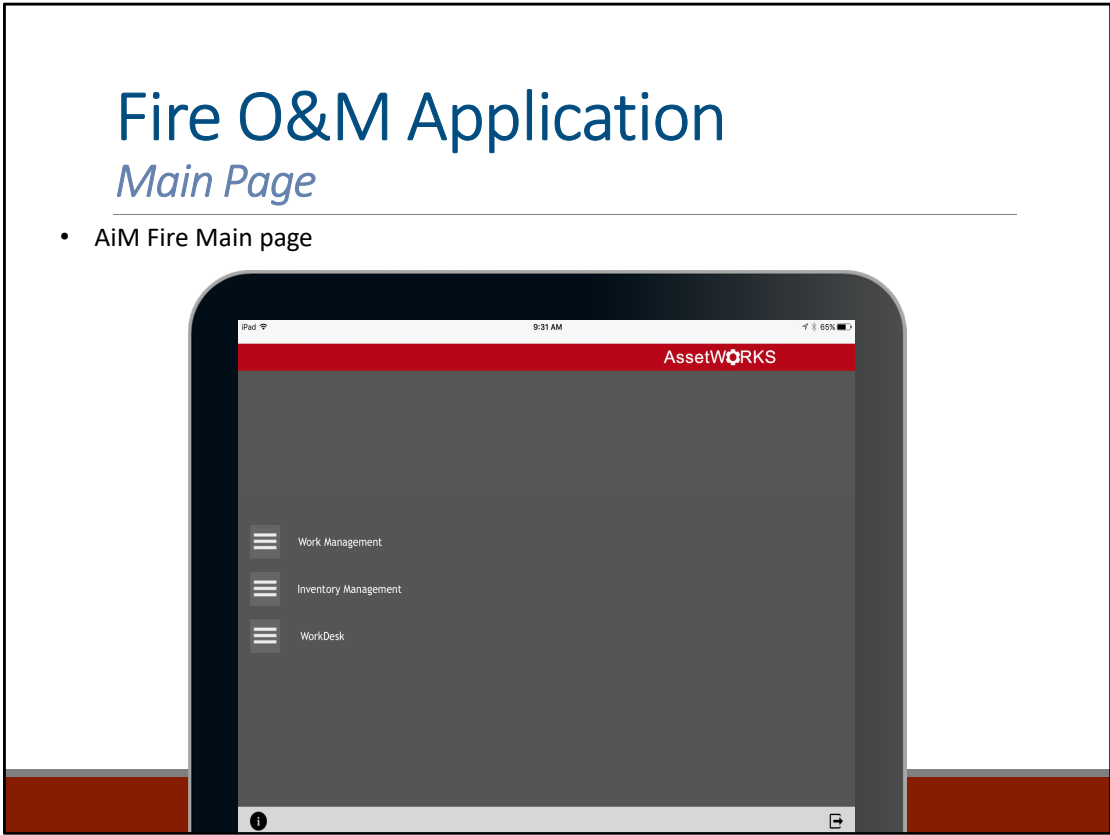 Fire O&M Application
Main Page
• AiM Fire Main page
iPad 9:31 AM 65%
AssetWORKS
Work Management
Inventory Management
WorkDesk
i